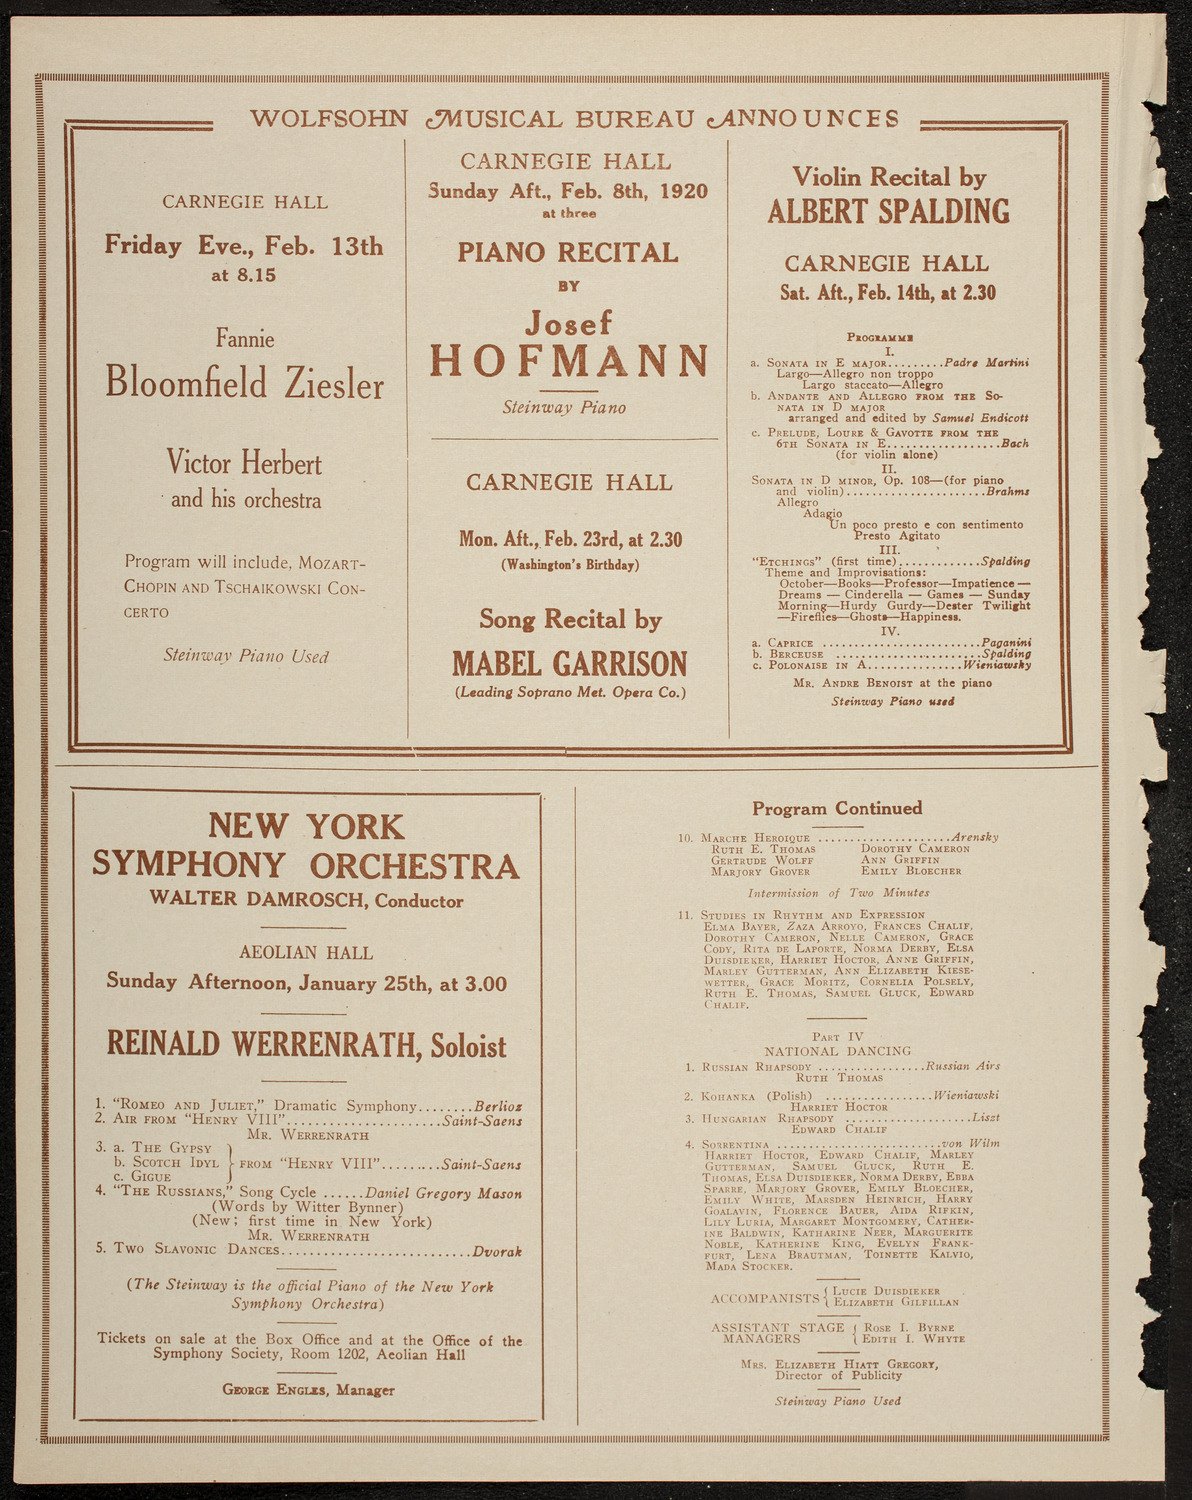 WOLFSOHN MUSICAL BUREAU ANNOUNCES
CARNEGIE HALL
Friday Eve., Feb. 13th
at 8.15
Fannie
Bloomfield Ziesler
Victor Herbert
and his orchestra
Program will include, MOZART-
CHOPIN AND TSCHAIKOWSKI CON-
CERTO
Steinway Piano Used
CARNEGIE HALL
Sunday Aft., Feb. 8th, 1920
at three
PIANO RECITAL
BY
Josef
HOFMANN
Steinway Piano
CARNEGIE HALL
Mon. Aft., Feb. 23rd, at 2.30
(Washington's Birthday)
Song Recital by
MABEL GARRISON
(Leading Soprano Met. Opera Co.)
Violin Recital by
ALBERT SPALDING
CARNEGIE HALL
Sat. Aft., Feb. 14th, at 2.30
PROGRAMME
I.
a. SONATA IN E MAJOR.........Padre Martini
Largo—Allegro non troppo
Largo staccato—Allegro
b. ANDANTE AND ALLEGRO FROM THE SO-
NATA IN D MAJOR
arranged and edited by Samuel Endicott
c. PRELUDE, LOURE & GAVOTTE FROM THE
6TH SONATA IN E.................Bach
(for violin alone)
II.
SONATA IN D MINOR, Op. 108—(for piano
and violin).....................Brahms
Allegro
Adagio
Un poco presto e con sentimento
Presto Agitato
III.
"ETCHINGS" (first time)............Spalding
Theme and Improvisations:
October—Books—Professor—Impatience—
Dreams — Cinderella — Games — Sunday
Morning—Hurdy Gurdy—Dester Twilight
—Fireflies—Ghosts—Happiness.
IV.
a. CAPRICE ........................Paganini
b. BERCEUSE ......................Spalding
c. POLONAISE IN A..............Wieniawsky
MR. ANDRE BENOIST at the piano
Steinway Piano used
NEW YORK
SYMPHONY ORCHESTRA
WALTER DAMROSCH, Conductor
AEOLIAN HALL
Sunday Afternoon, January 25th, at 3.00
REINALD WERRENRATH, Soloist
1. "ROMEO AND JULIET," Dramatic Symphony........Berlioz
2. AIR FROM "HENRY VIII".......................Saint-Saens
MR. WERRENRATH
3. a. THE GYPSY
b. SCOTCH IDYL } FROM "HENRY VIII".........Saint-Saens
c. GIGUE
4. "THE RUSSIANS," Song Cycle ......Daniel Gregory Mason
(Words by Witter Bynner)
(New; first time in New York)
MR. WERRENRATH
5. TWO SLAVONIC DANCES............................Dvorak
(The Steinway is the official Piano of the New York
Symphony Orchestra)
Tickets on sale at the Box Office and at the Office of the
Symphony Society, Room 1202, Aeolian Hall
GEORGE ENGLES, Manager
Program Continued
10. MARCHE HEROIQUE .....................Arensky
RUTH E. THOMAS DOROTHY CAMERON
GERTRUDE WOLFF ANN GRIFFIN
MARJORY GROVER EMILY BLOECHER
Intermission of Two Minutes
11. STUDIES IN RHYTHM AND EXPRESSION
ELMA BAYER, ZAZA ARROYO, FRANCES CHALIF,
DOROTHY CAMERON, NELLE CAMERON, GRACE
CODY, RITA DE LAPORTE, NORMA DERBY, ELSA
DUISDIEKER, HARRIET HOCTOR, ANNE GRIFFIN,
MARLEY GUTTERMAN, ANN ELIZABETH KIESE-
WETTER, GRACE MORITZ, CORNELIA POLSELY,
RUTH E. THOMAS, SAMUEL GLUCK, EDWARD
CHALIF.
PART IV
NATIONAL DANCING
1. RUSSIAN RHAPSODY .................Russian Airs
RUTH THOMAS
2. KOHANKA (Polish) .................Wieniawski
HARRIET HOCTOR
3. HUNGARIAN RHAPSODY ....................Liszt
EDWARD CHALIF
4. SORRENTINA ..........................von Wilm
HARRIET HOCTOR, EDWARD CHALIF, MARLEY
GUTTERMAN, SAMUEL GLUCK, RUTH E.
THOMAS, ELSA DUISDIEKER, NORMA DERBY, EBBA
SPARRE, MARJORY GROVER, EMILY BLOECHER,
EMILY WHITE, MARSDEN HEINRICH, HARRY
GOALAVIN, FLORENCE BAUER, AIDA RIFKIN,
LILY LURIA, MARGARET MONTGOMERY, CATHER-
INE BALDWIN, KATHARINE NEER, MARGUERITE
NOBLE, KATHERINE KING, EVELYN FRANK-
FURT, LENA BRAUTMAN, TOINETTE KALVIO,
MADA STOCKER.
ACCOMPANISTS { LUCIE DUISDIEKER
ELIZABETH GILFILLAN
ASSISTANT STAGE { ROSE I. BYRNE
MANAGERS EDITH I. WHYTE
MRS. ELIZABETH HIATT GREGORY,
Director of Publicity
Steinway Piano Used